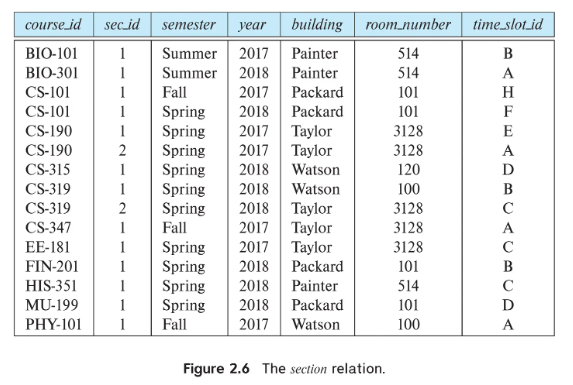 course_id sec_id semester year building room_number time_slot_id
BIO-101 1 Summer 2017 Painter 514 B
BIO-301 1 Summer 2018 Painter 514 A
CS-101 1 Fall 2017 Packard 101 H
CS-101 1 Spring 2018 Packard 101 F
CS-190 1 Spring 2017 Taylor 3128 E
CS-190 2 Spring 2017 Taylor 3128 A
CS-315 1 Spring 2018 Watson 120 D
CS-319 1 Spring 2018 Watson 100 B
CS-319 2 Spring 2018 Taylor 3128 C
CS-347 1 Fall 2017 Taylor 3128 A
EE-181 1 Spring 2017 Taylor 3128 C
FIN-201 1 Spring 2018 Packard 101 B
HIS-351 1 Spring 2018 Painter 514 C
MU-199 1 Spring 2018 Packard 101 D
PHY-101 1 Fall 2017 Watson 100 A
Figure 2.6 The section relation.